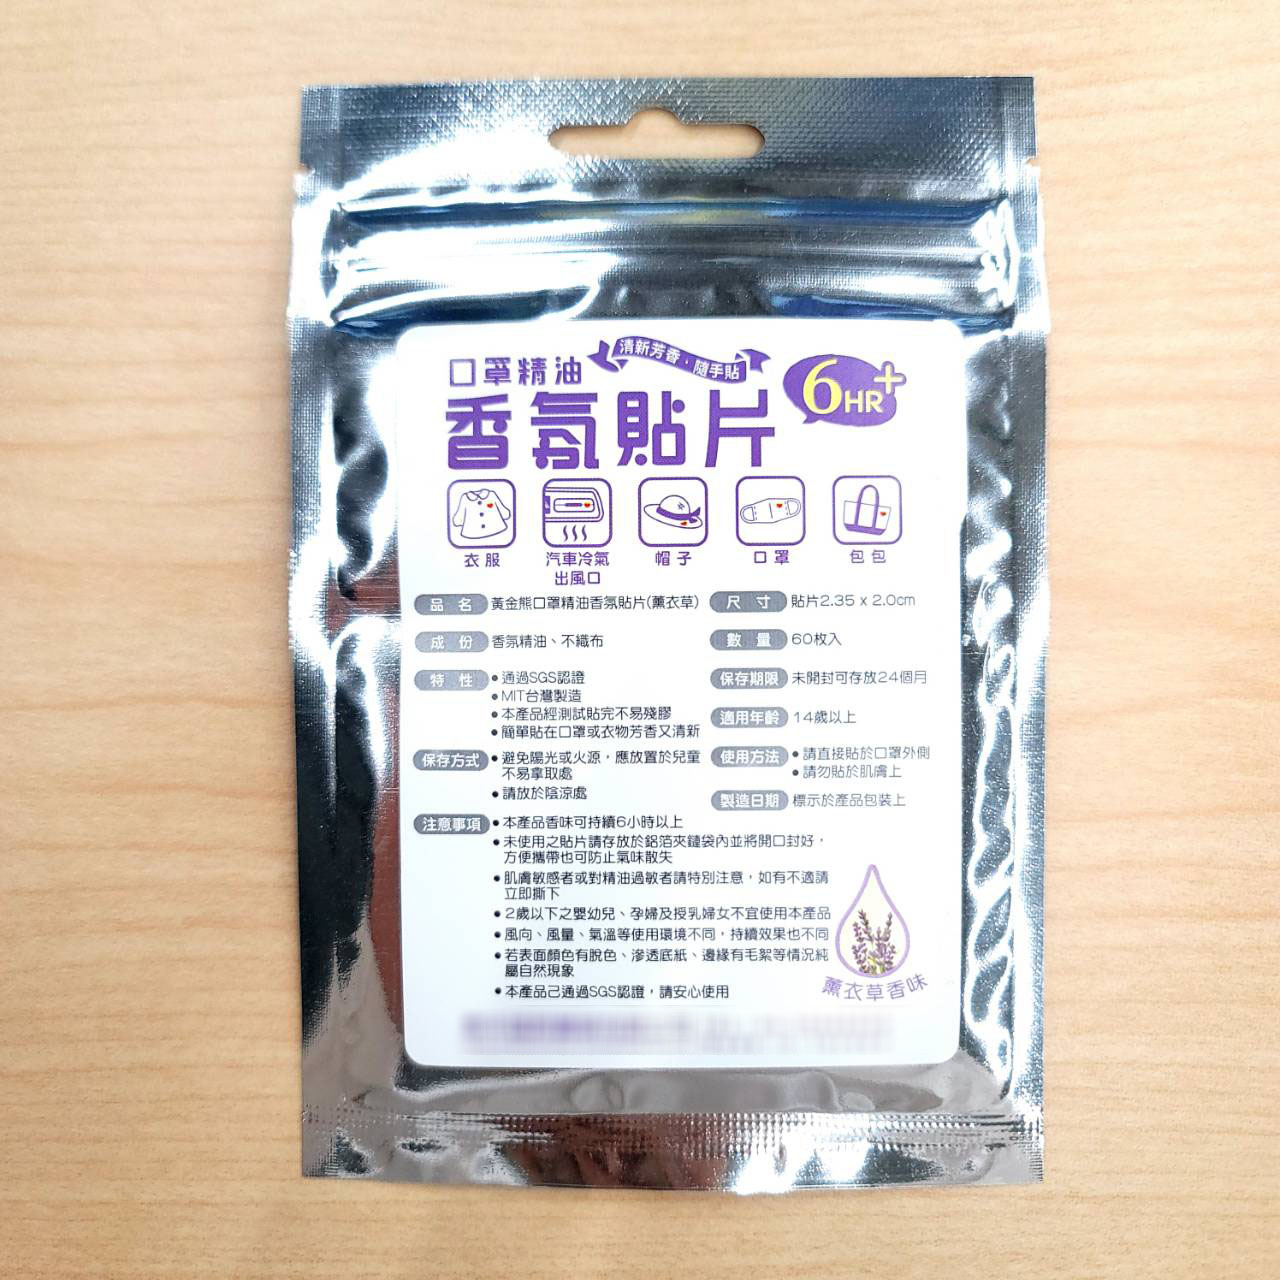 清新芳香，隨手貼
口罩精油
香氛貼片
6HR+
衣服
汽車冷氣
出風口
帽子
口罩
包包
品名 黃金熊口罩精油香氛貼片(薰衣草)
成份 香氛精油、不織布
特性 •通過SGS認證
•MIT台灣製造
•本產品經測試貼完不易殘膠
•簡單貼在口罩或衣物芳香又清新
保存方式 •避免陽光或火源，應放置於兒童
不易拿取處
•請放於陰涼處
尺寸 貼片2.35 x 2.0cm
數量 60枚入
保存期限 未開封可存放24個月
適用年齡 14歲以上
使用方法 •請直接貼於口罩外側
•請勿貼於肌膚上
製造日期 標示於產品包裝上
注意事項 •本產品香味可持續6小時以上
•未使用之貼片請存放於鋁箔夾鏈袋內並將開口封好，
方便攜帶也可防止氣味散失
•肌膚敏感者或對精油過敏者請特別注意，如有不適請
立即撕下
•2歲以下之嬰幼兒、孕婦及授乳婦女不宜使用本產品
•風向、風量、氣溫等使用環境不同，持續效果也不同
•若表面顏色有脫色、滲透底紙、邊緣有毛絮等情況純
屬自然現象
•本產品己通過SGS認證，請安心使用
薰衣草香味